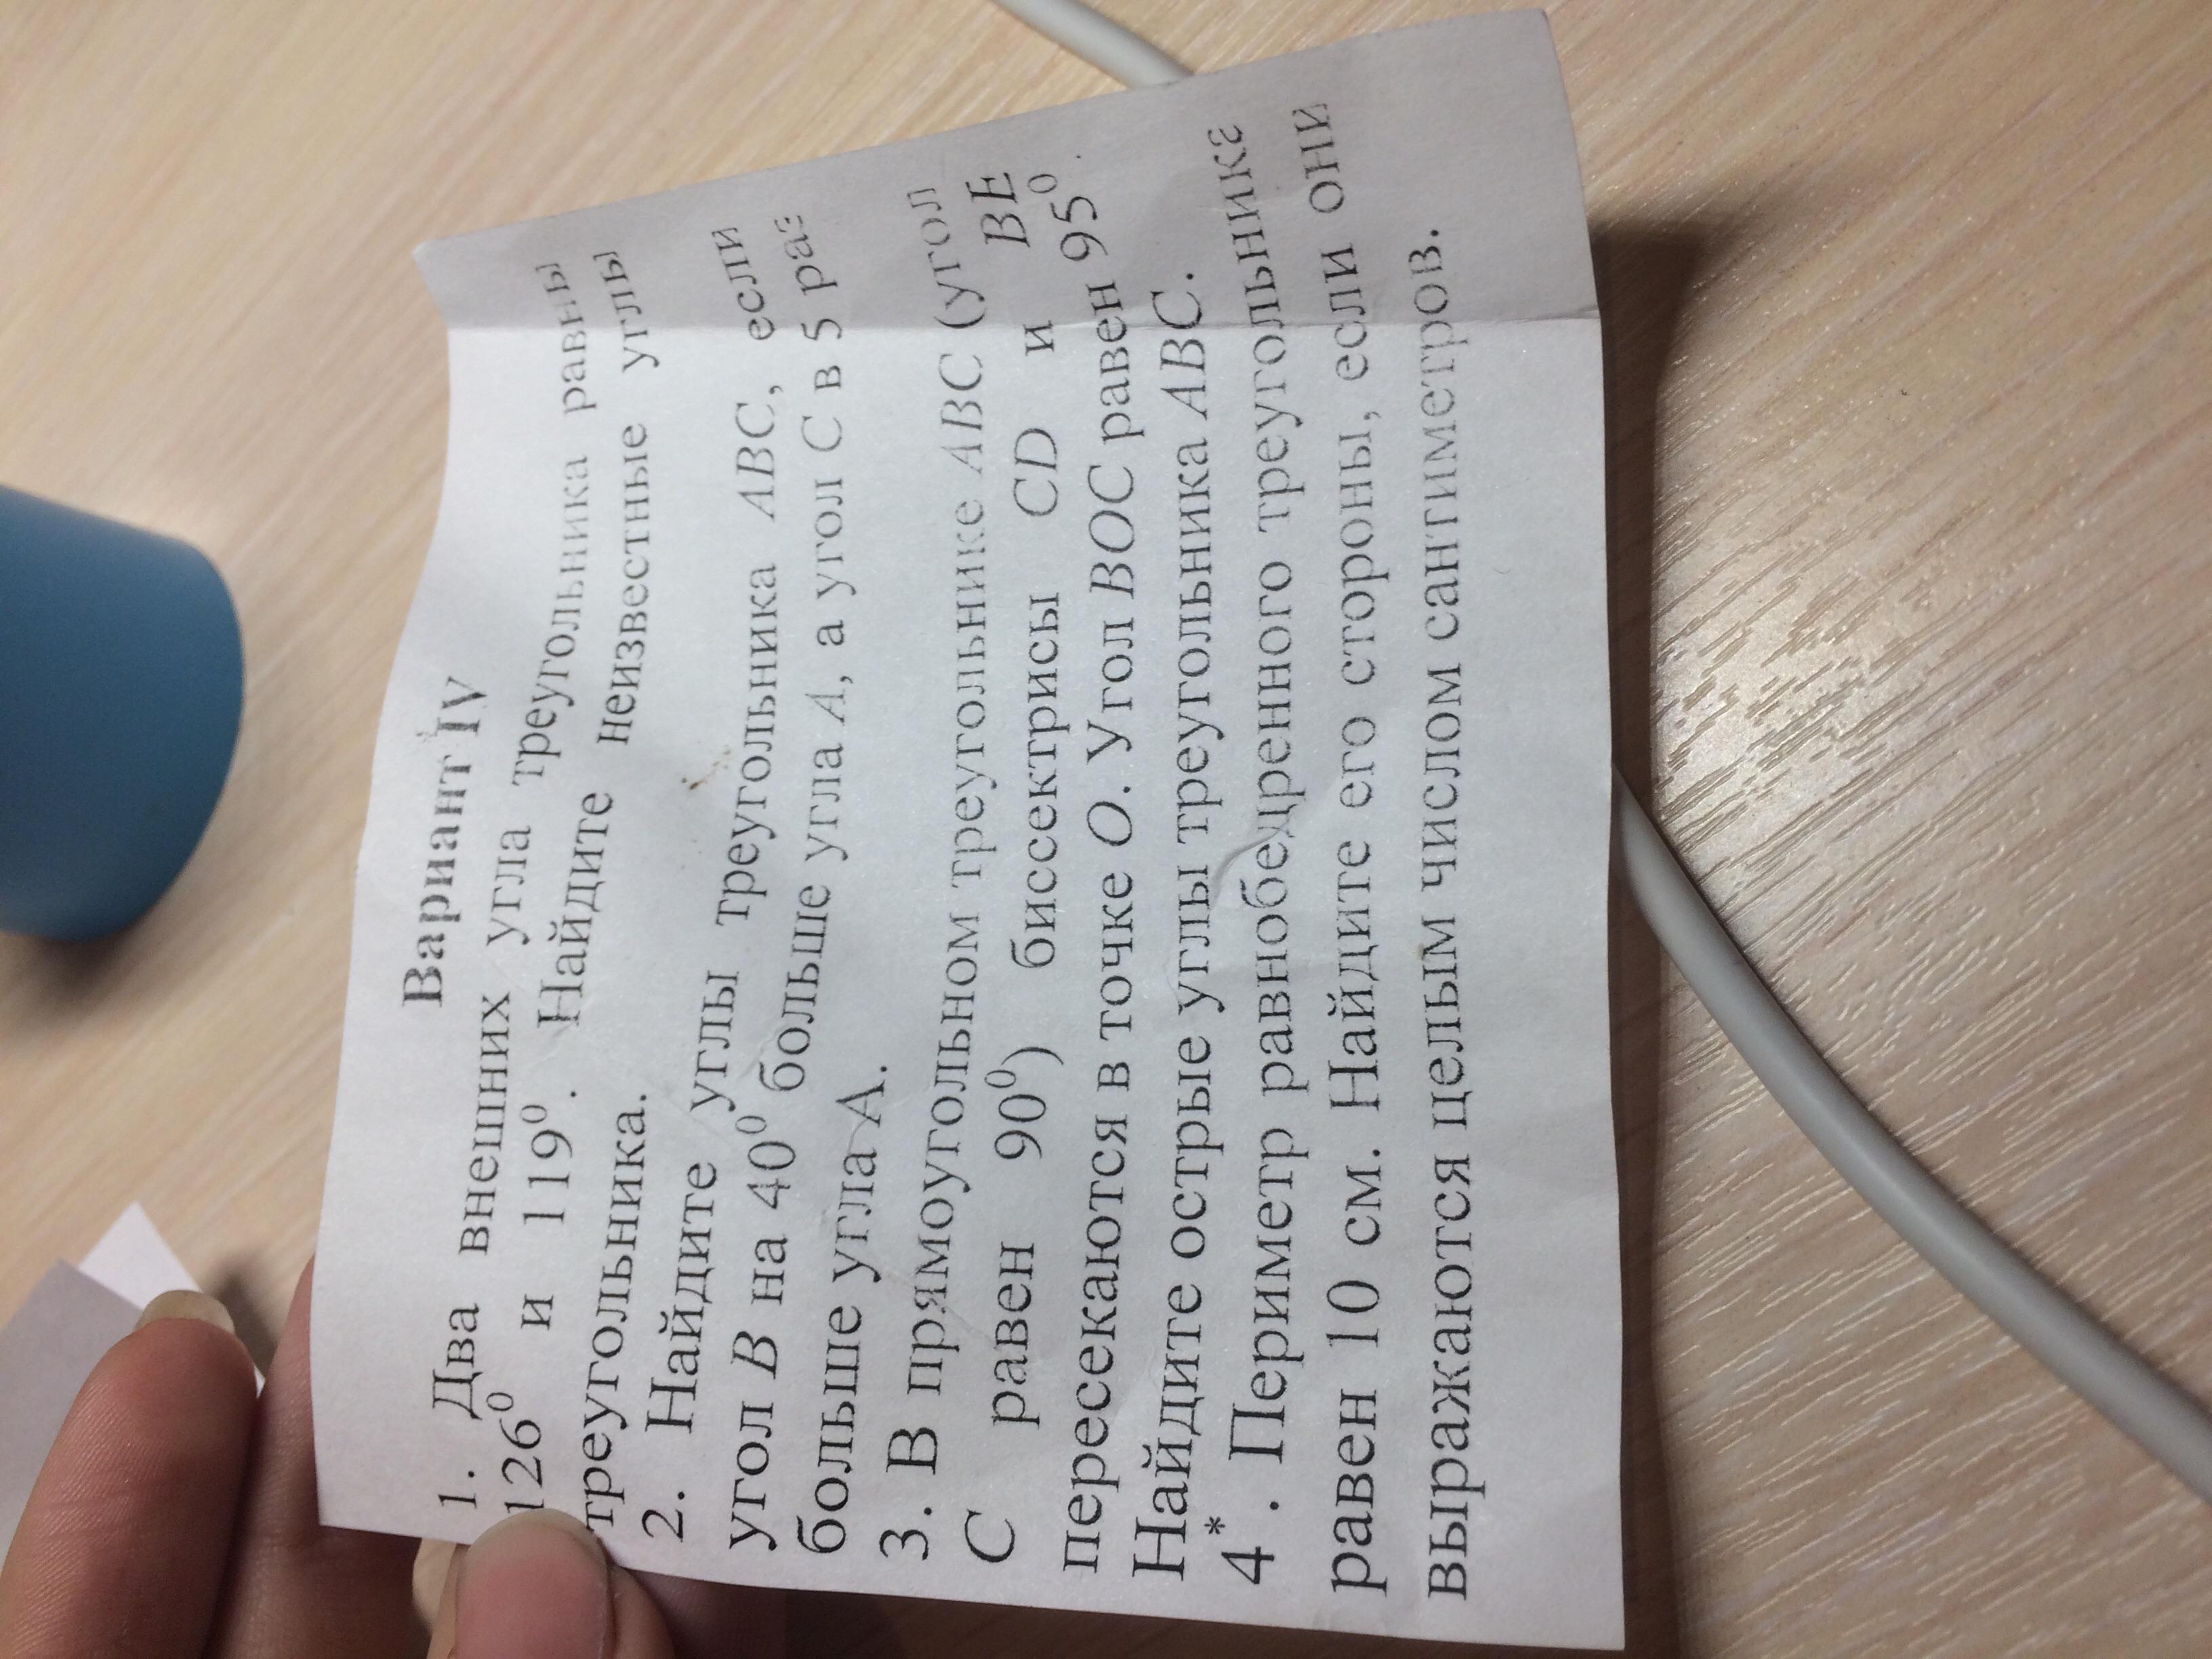 Вариант IV
1. Два внешних угла треугольника равны
126⁰ и 119⁰. Найдите неизвестные углы
треугольника.
2. Найдите углы треугольника ABC, если
угол B на 40⁰ больше угла A, а угол C в 5 раз
больше угла А.
3. В прямоугольном треугольнике ABC (угол
C равен 90⁰) биссектрисы CD и BE
пересекаются в точке O. Угол BOC равен 95⁰.
Найдите острые углы треугольника ABC.
4*. Периметр равнобедренного треугольника
равен 10 см. Найдите его стороны, если они
выражаются целым числом сантиметров.